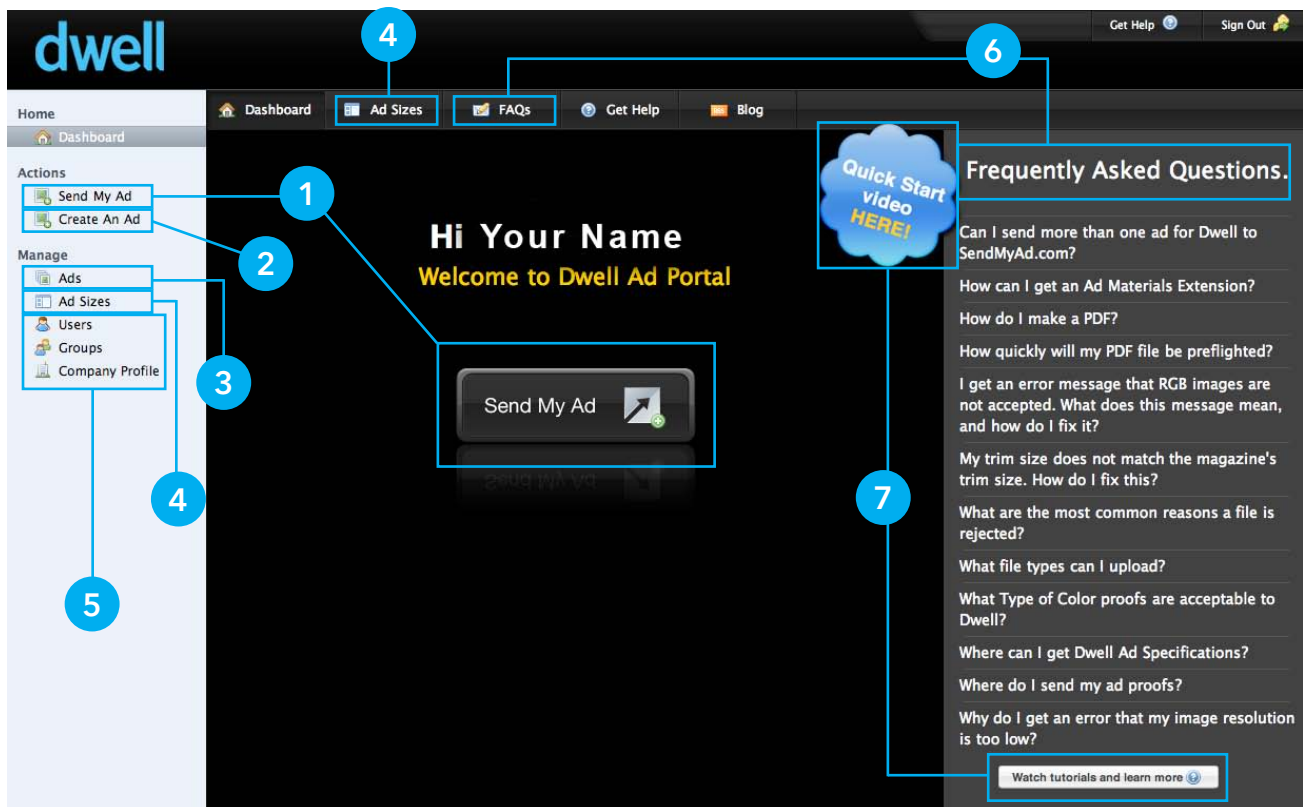 dwell
Get Help
Sign Out
4
6
Home
Dashboard
Actions
Send My Ad
Create An Ad
Manage
Ads
Ad Sizes
Users
Groups
Company Profile
Dashboard
Ad Sizes
FAQs
Get Help
Blog
1
2
3
4
5
Hi Your Name
Welcome to Dwell Ad Portal
Send My Ad
Send My Ad
Quick Start
video
HERE!
7
Frequently Asked Questions.
Can I send more than one ad for Dwell to
SendMyAd.com?
How can I get an Ad Materials Extension?
How do I make a PDF?
How quickly will my PDF file be preflighted?
I get an error message that RGB images are
not accepted. What does this message mean,
and how do I fix it?
My trim size does not match the magazine's
trim size. How do I fix this?
What are the most common reasons a file is
rejected?
What file types can I upload?
What Type of Color proofs are acceptable to
Dwell?
Where can I get Dwell Ad Specifications?
Where do I send my ad proofs?
Why do I get an error that my image resolution
is too low?
Watch tutorials and learn more